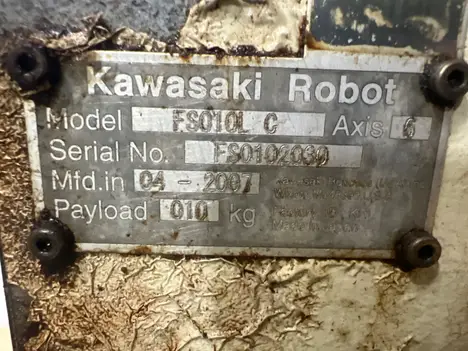 Kawasaki Robot
Model FS010L C Axis 6
Serial No. FS0102030
Mfd.in 04 - 2007
Payload 010 kg